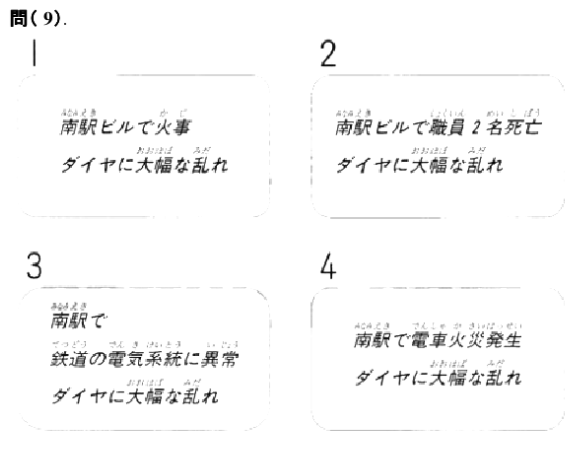 問( 9).
1
南駅ビルで火事
ダイヤに大幅な乱れ
2
南駅ビルで職員2名死亡
ダイヤに大幅な乱れ
3
南駅で
鉄道の電気系統に異常
ダイヤに大幅な乱れ
4
南駅で電車火災発生
ダイヤに大幅な乱れ